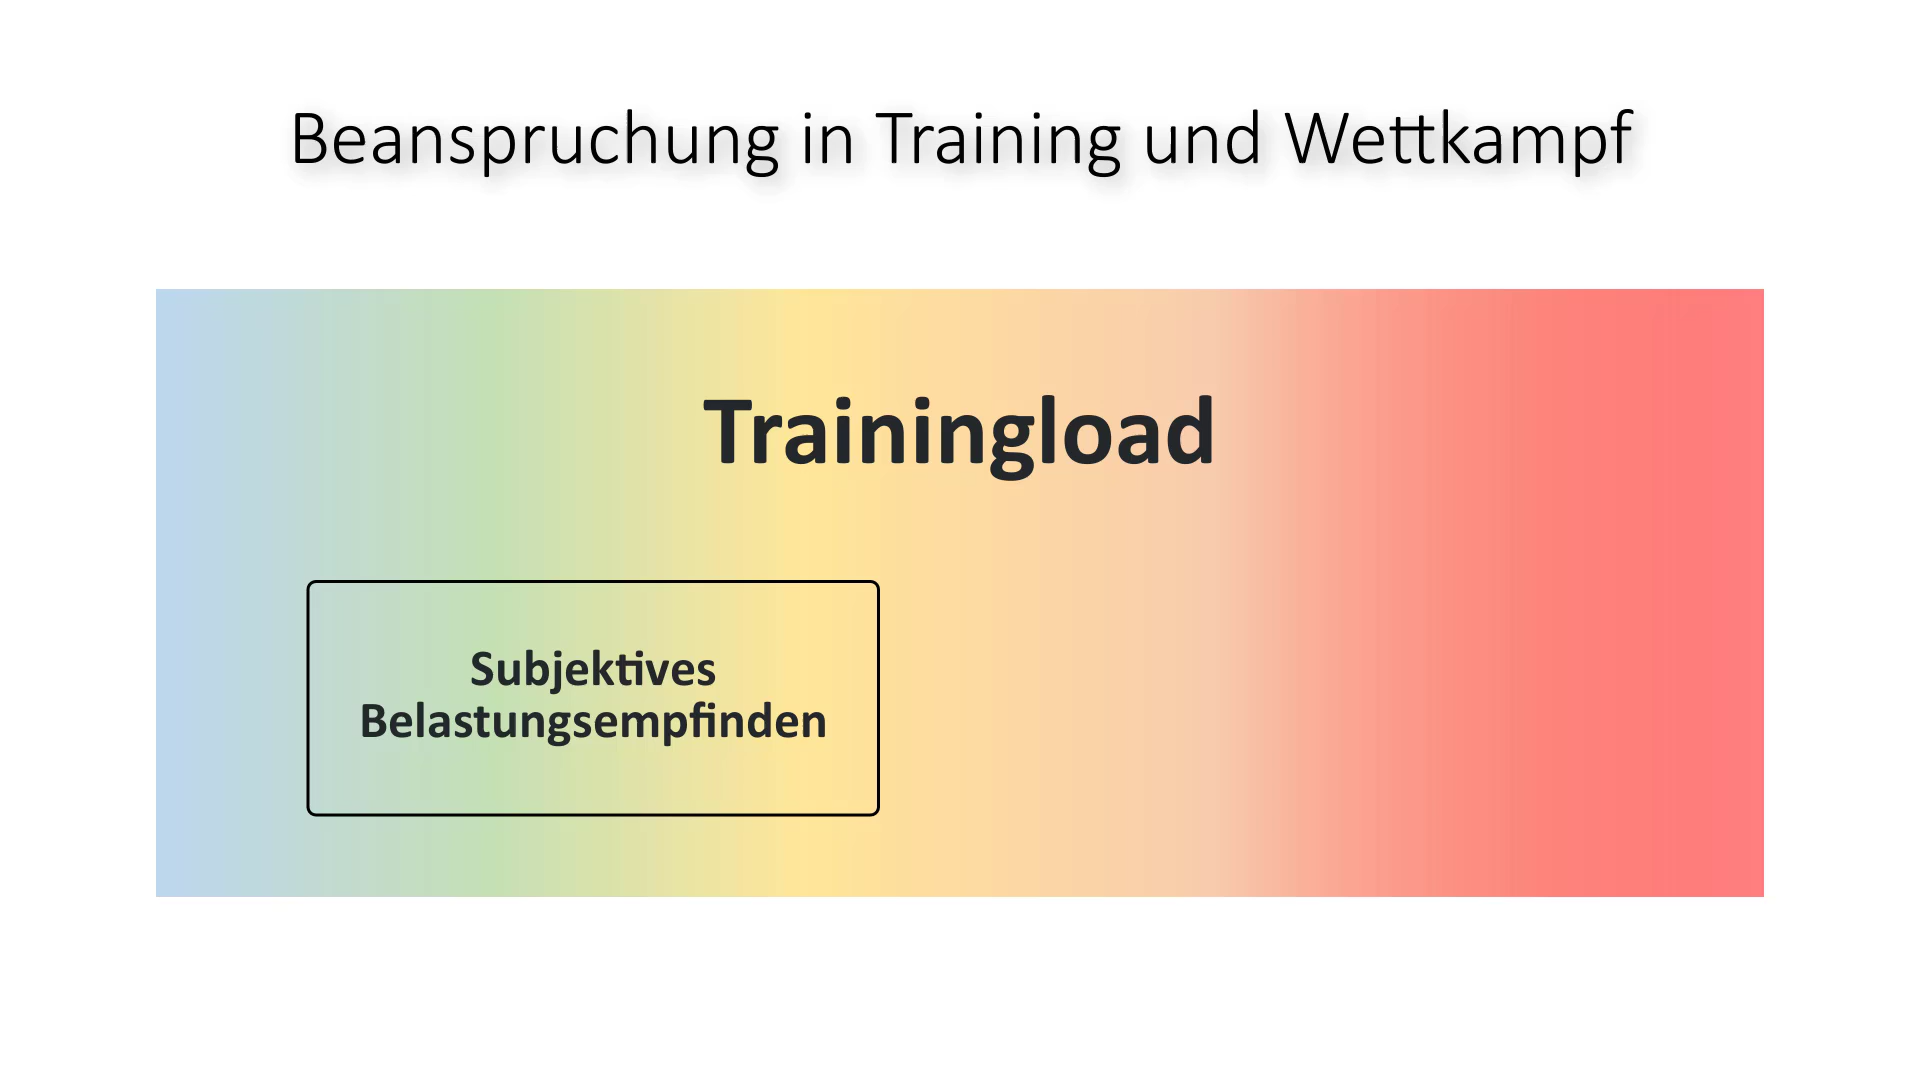 Beanspruchung in Training und Wettkampf
Trainingload
Subjektives
Belastungsempfinden